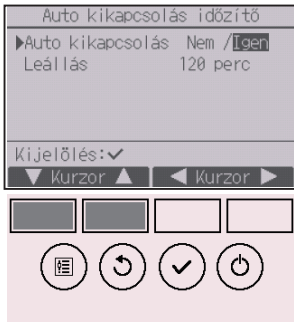 Auto kikapcsolás időzítő
▶Auto kikapcsolás Nem /Igen
Leállás 120 perc
Kijelölés:✓
▼ Kurzor ▲ ◀ Kurzor ▶